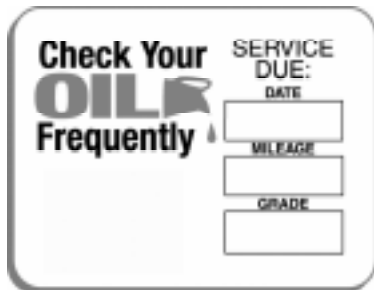 Check Your
OIL
Frequently
SERVICE
DUE:
DATE
MILEAGE
GRADE